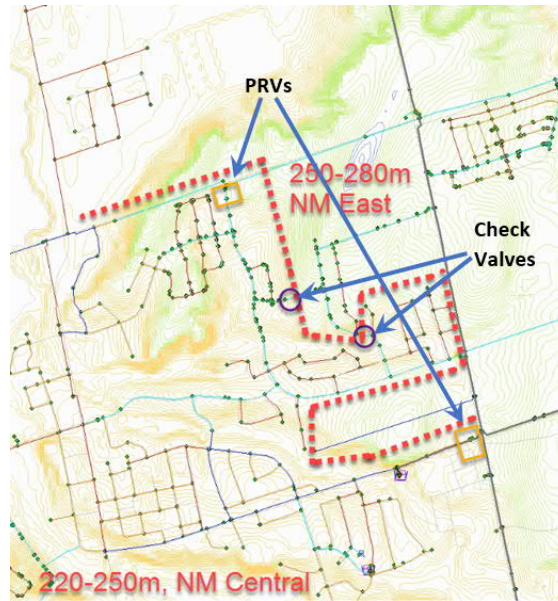 PRVs
250-280m
NM East
Check
Valves
220-250m, NM Central